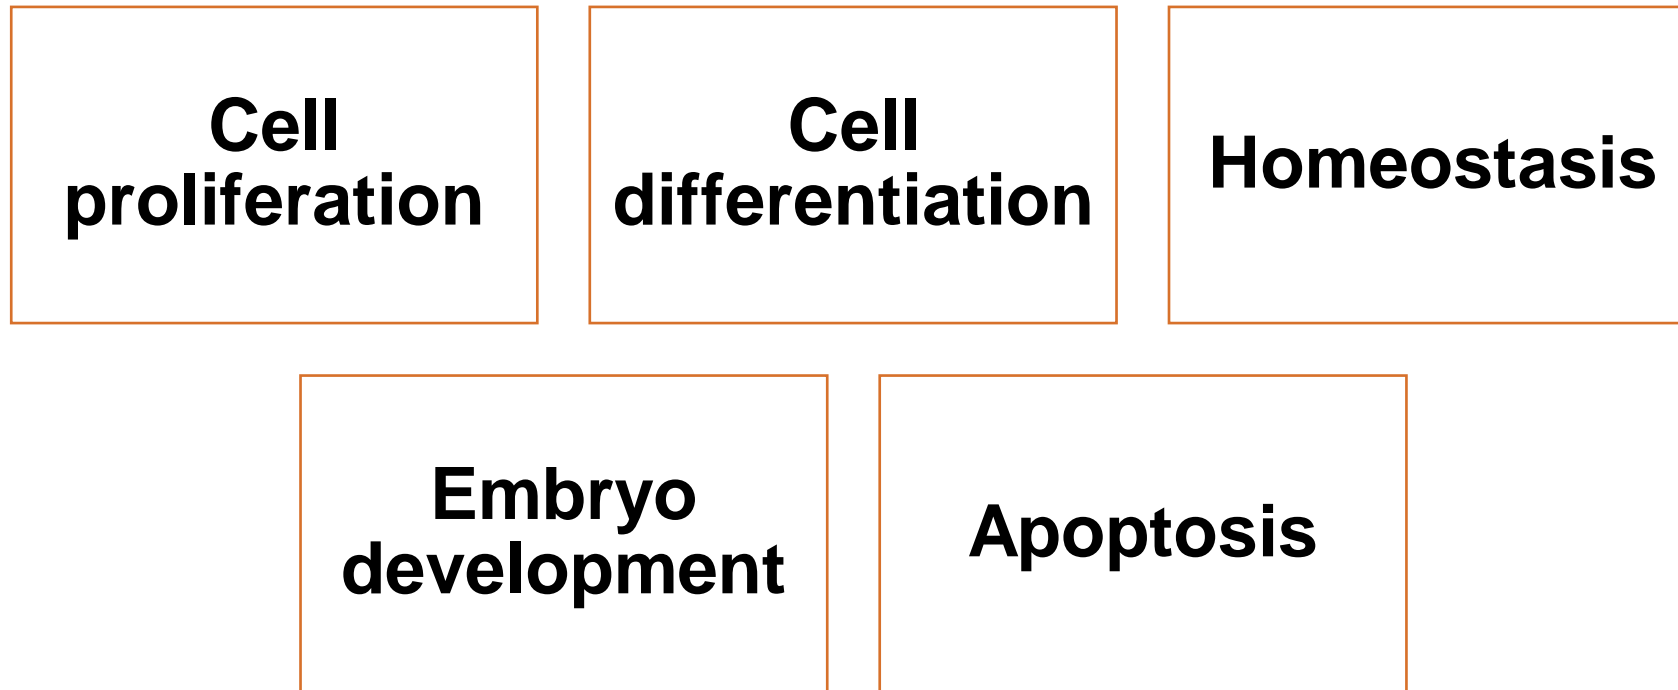 Cell
proliferation
Cell
differentiation
Homeostasis
Embryo
development
Apoptosis